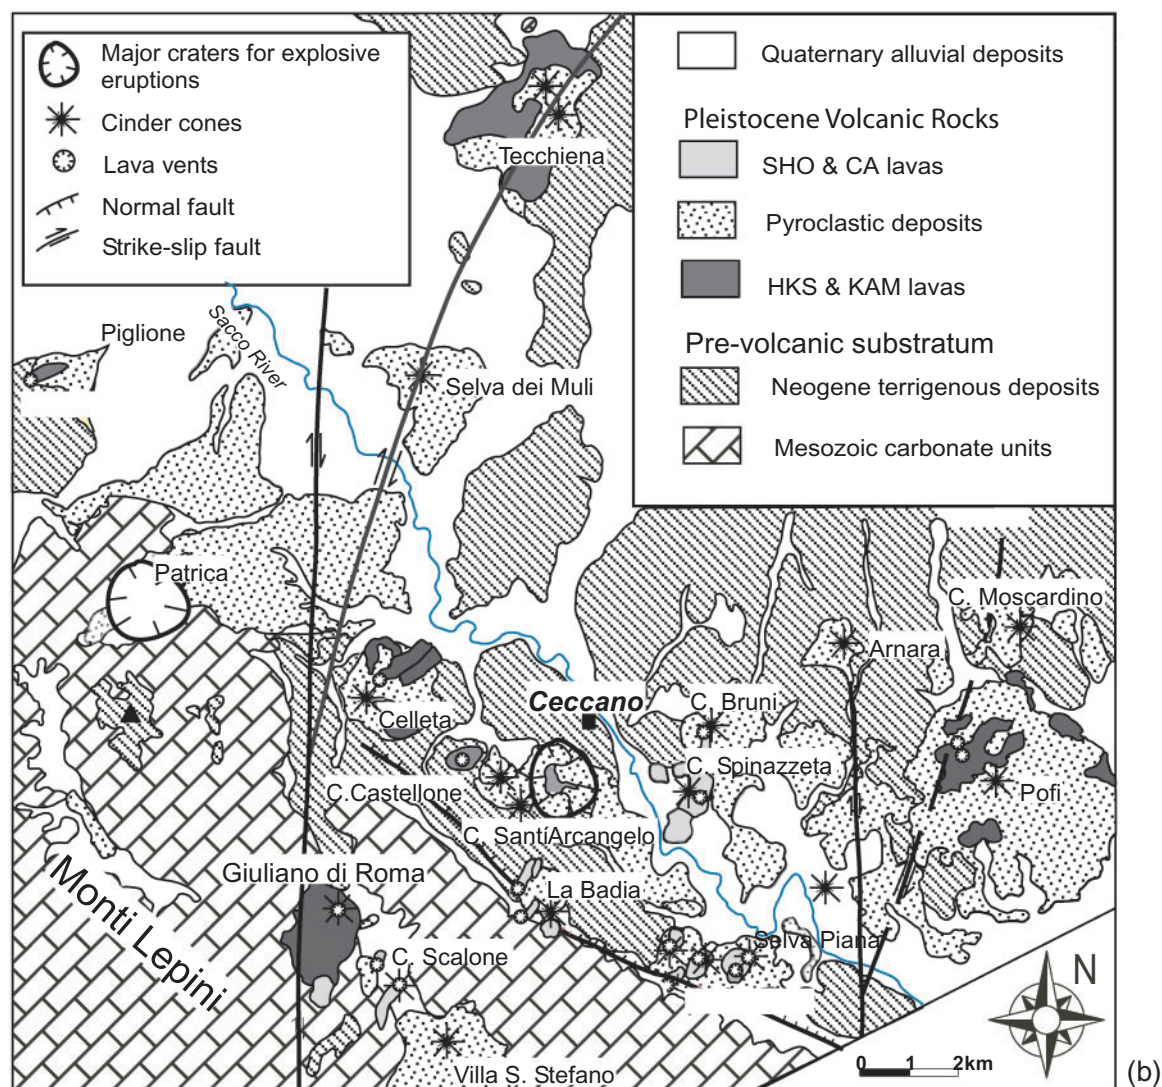 Major craters for explosive
eruptions
Cinder cones
Lava vents
Normal fault
Strike-slip fault
Quaternary alluvial deposits
Pleistocene Volcanic Rocks
SHO & CA lavas
Pyroclastic deposits
HKS & KAM lavas
Pre-volcanic substratum
Neogene terrigenous deposits
Mesozoic carbonate units
Tecchiena
Piglione
Sacco River
Selva dei Muli
Patrica
C. Moscardino
Arnara
Ceccano
C. Bruni
Celleta
C. Spinazzeta
C.Castellone
Pofi
C. SantíArcangelo
Giuliano di Roma
La Badia
Monti Lepini
Selva Piana
C. Scalone
N
Villa S. Stefano
0 1 2km
(b)